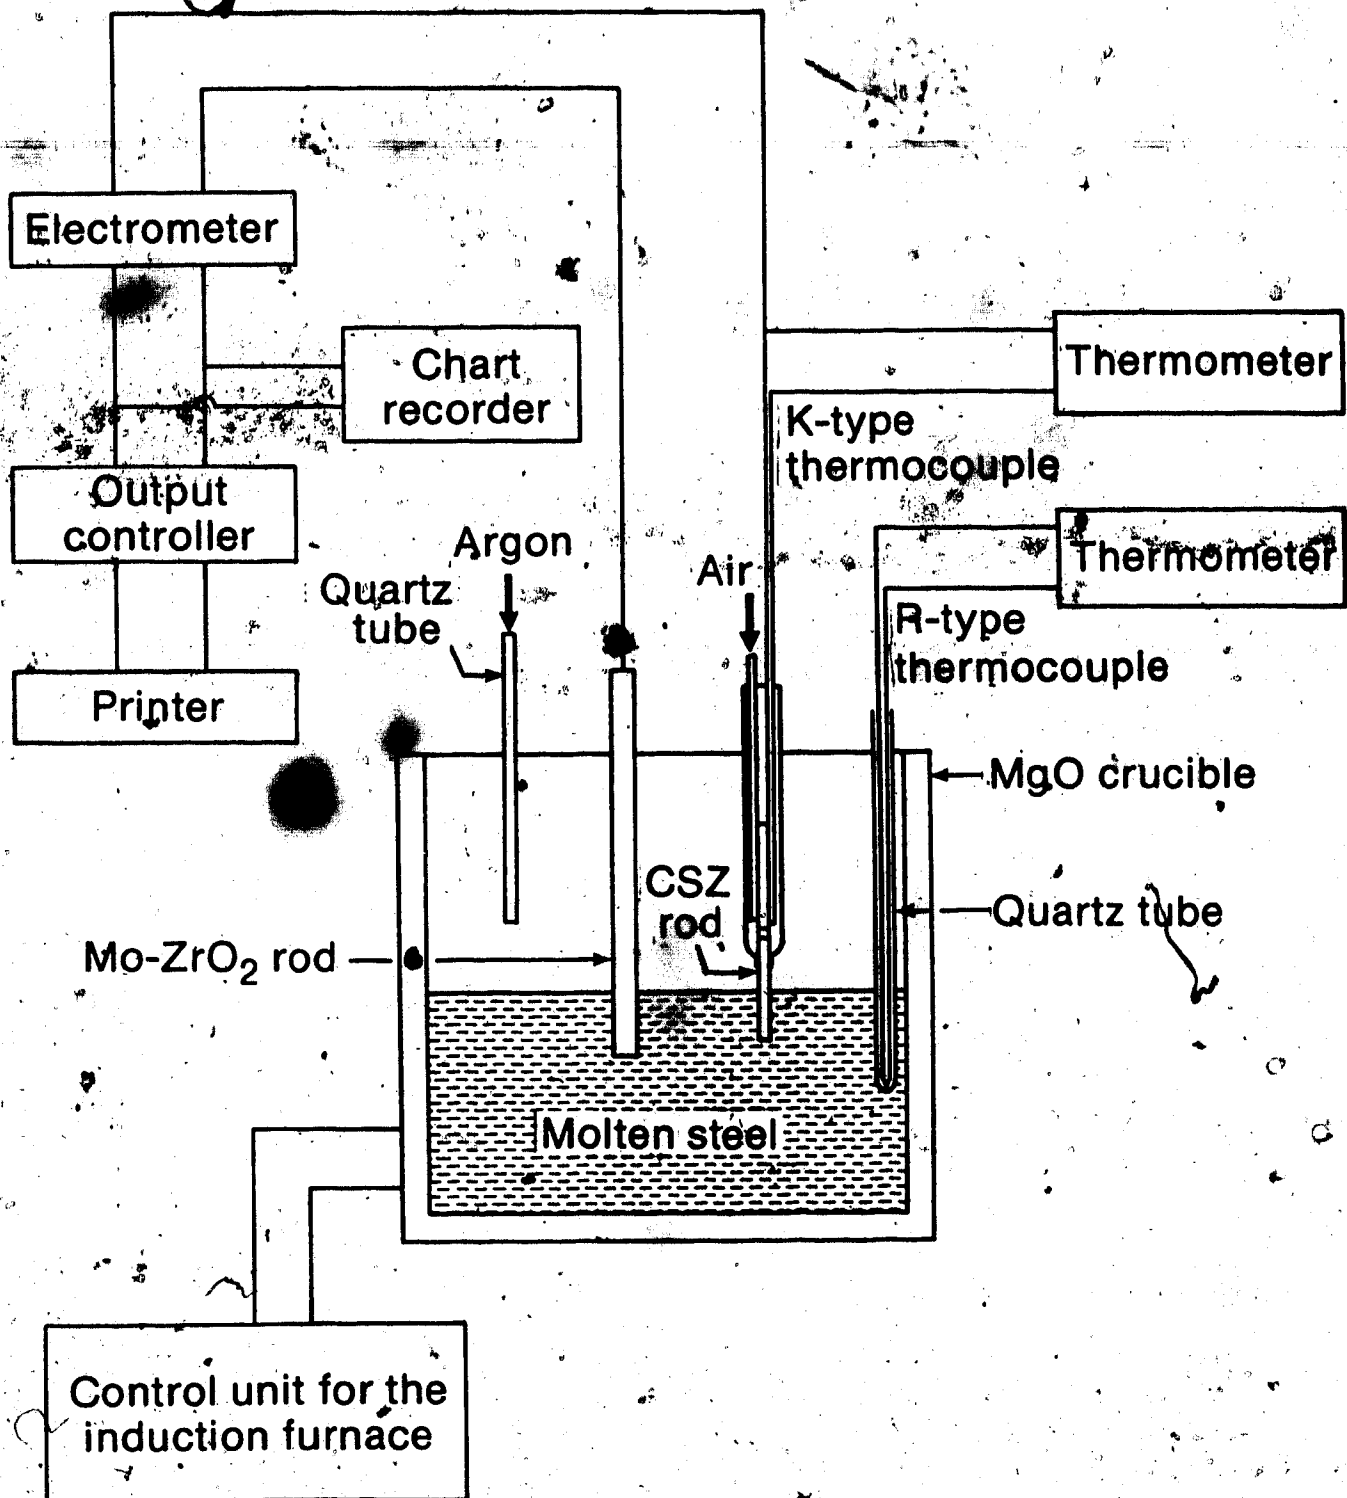 Electrometer
Chart
recorder
Thermometer
K-type
thermocouple
Output
controller
Argon
Quartz
tube
Air
Thermometer
R-type
thermocouple
Printer
MgO crucible
CSZ
rod
Quartz tube
Mo-ZrO₂ rod
Molten steel
Control unit for the
induction furnace